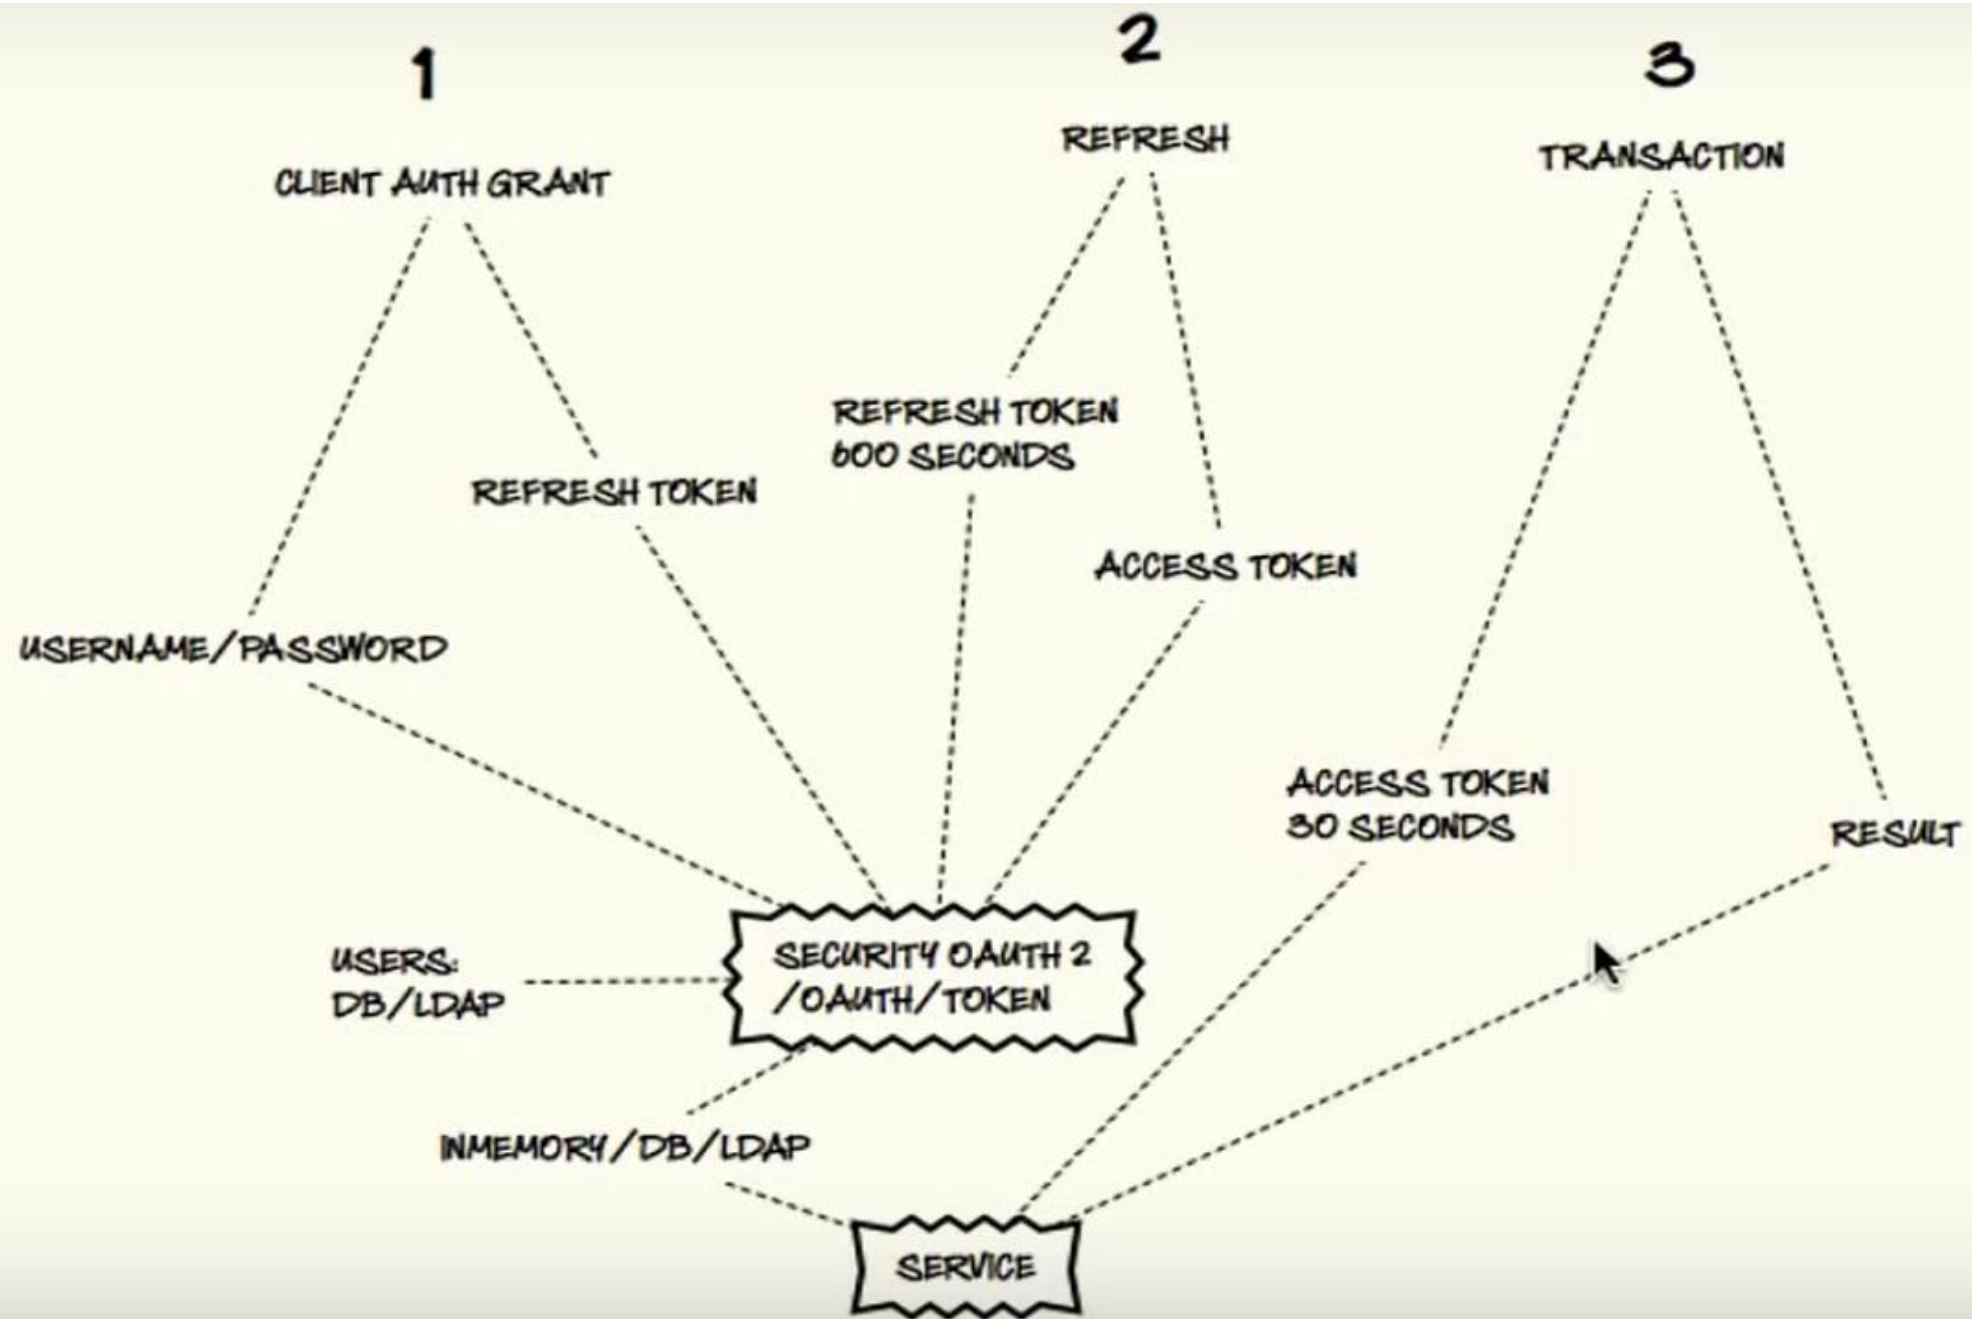 1
2
3
CLIENT AUTH GRANT
REFRESH
TRANSACTION
REFRESH TOKEN
600 SECONDS
REFRESH TOKEN
ACCESS TOKEN
USERNAME/PASSWORD
ACCESS TOKEN
30 SECONDS
RESULT
USERS:
DB/LDAP
SECURITY OAUTH 2
/OAUTH/TOKEN
INMEMORY/DB/LDAP
SERVICE